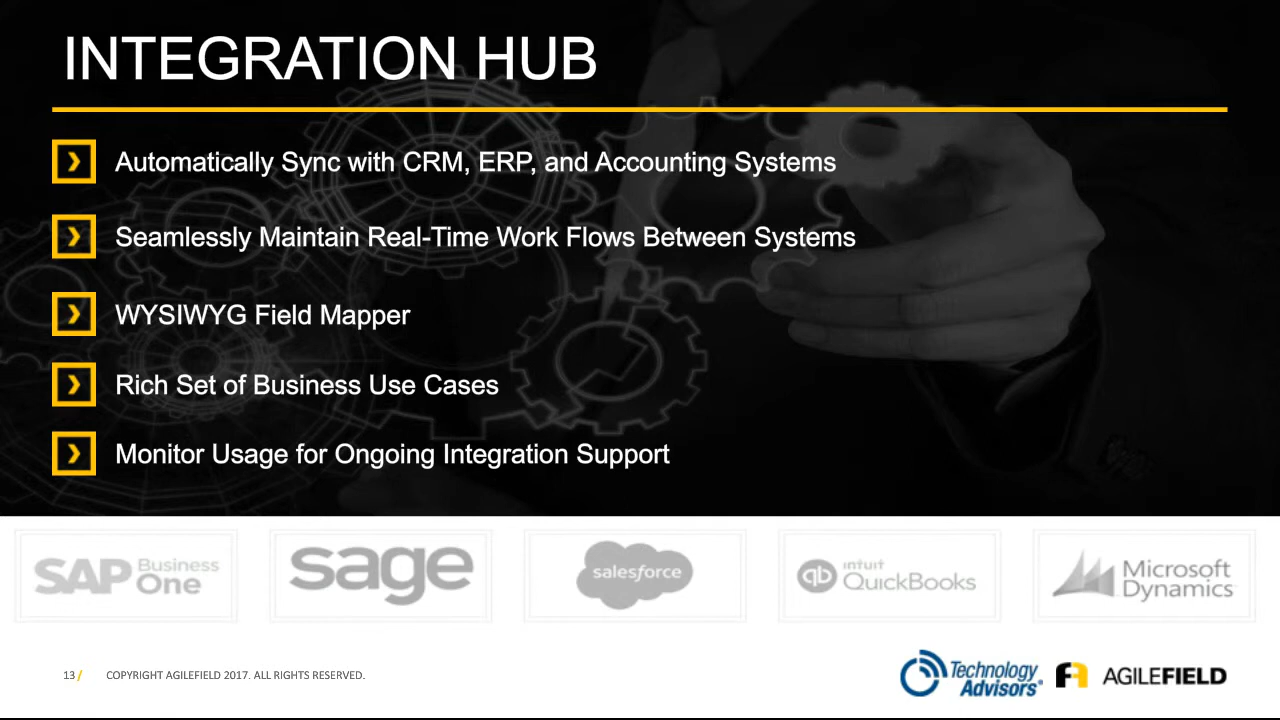 INTEGRATION HUB
Automatically Sync with CRM, ERP, and Accounting Systems
Seamlessly Maintain Real-Time Work Flows Between Systems
WYSIWYG Field Mapper
Rich Set of Business Use Cases
Monitor Usage for Ongoing Integration Support
SAP Business One
sage
salesforce
qb intuit QuickBooks
Microsoft Dynamics
13 / COPYRIGHT AGILEFIELD 2017. ALL RIGHTS RESERVED.
Technology Advisors®
AGILEFIELD